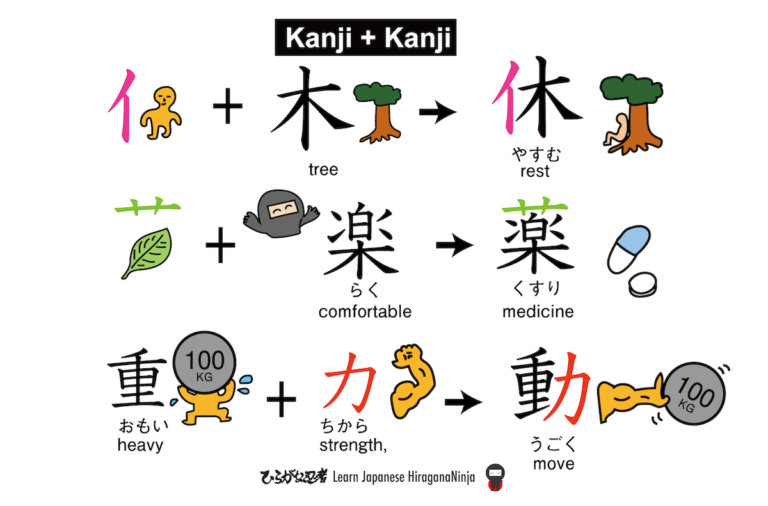 Kanji + Kanji
亻 + 木 → 休
tree
やすむ
rest
艹 + 楽 → 薬
らく
comfortable
くすり
medicine
重 100 KG + 力 → 動 100 KG
おもい
heavy
ちから
strength,
うごく
move
ひらがな忍者 Learn Japanese HiraganaNinja